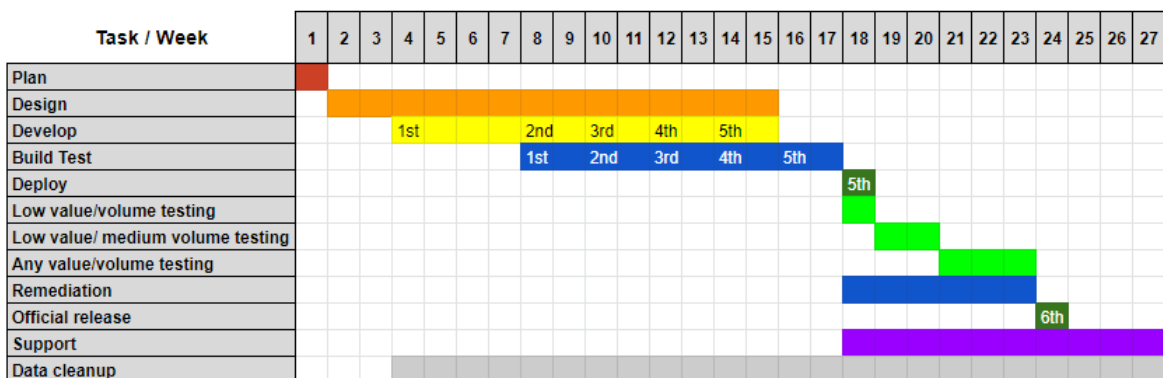 Task / Week 1 2 3 4 5 6 7 8 9 10 11 12 13 14 15 16 17 18 19 20 21 22 23 24 25 26 27
Plan
Design
Develop 1st 2nd 3rd 4th 5th
Build Test 1st 2nd 3rd 4th 5th
Deploy 5th
Low value/volume testing
Low value/ medium volume testing
Any value/volume testing
Remediation
Official release 6th
Support
Data cleanup